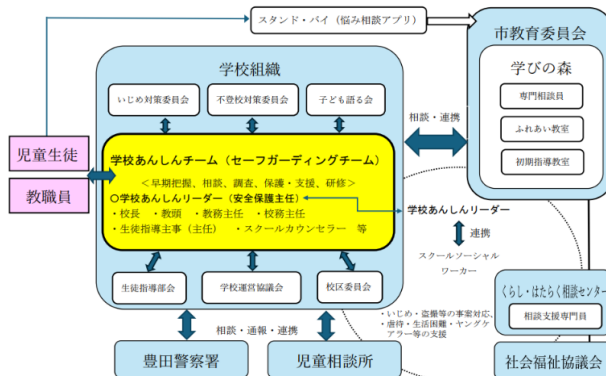 スタンド・バイ（悩み相談アプリ）
市教育委員会
学びの森
専門相談員
ふれあい教室
初期指導教室
学校組織
いじめ対策委員会
不登校対策委員会
子ども語る会
相談・連携
児童生徒
教職員
学校あんしんチーム（セーフガーディングチーム）
＜早期把握、相談、調査、保護・支援、研修＞
〇学校あんしんリーダー（安全保護主任）
・校長　・教頭　・教務主任　・校務主任
・生徒指導主事（主任）　・スクールカウンセラー　等
学校あんしんリーダー
連携
スクールソーシャル
ワーカー
生徒指導部会
学校運営協議会
校区委員会
くらし・はたらく相談センター
相談支援専門員
・いじめ・盗撮等の事案対応、
・虐待・生活困難・ヤングケ
アラー等の支援
相談・通報・連携
豊田警察署
児童相談所
社会福祉協議会